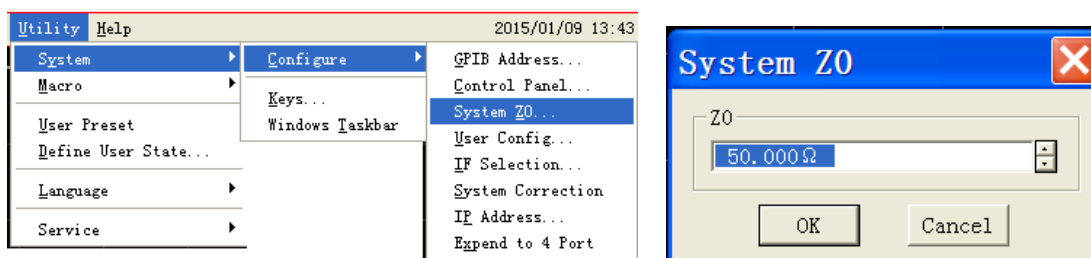 Utility Help 2015/01/09 13:43
System
Macro
User Preset
Define User State...
Language
Service
Configure
Keys...
Windows Taskbar
GPIB Address...
Control Panel...
System Z0...
User Config...
IF Selection...
System Correction
IP Address...
Expend to 4 Port
System Z0
Z0
50.000Ω
OK Cancel